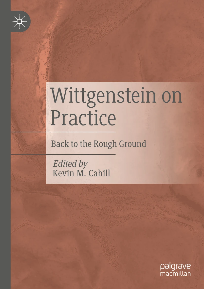 Wittgenstein on
Practice
Back to the Rough Ground
Edited by
Kevin M. Cahill
palgrave
macmillan